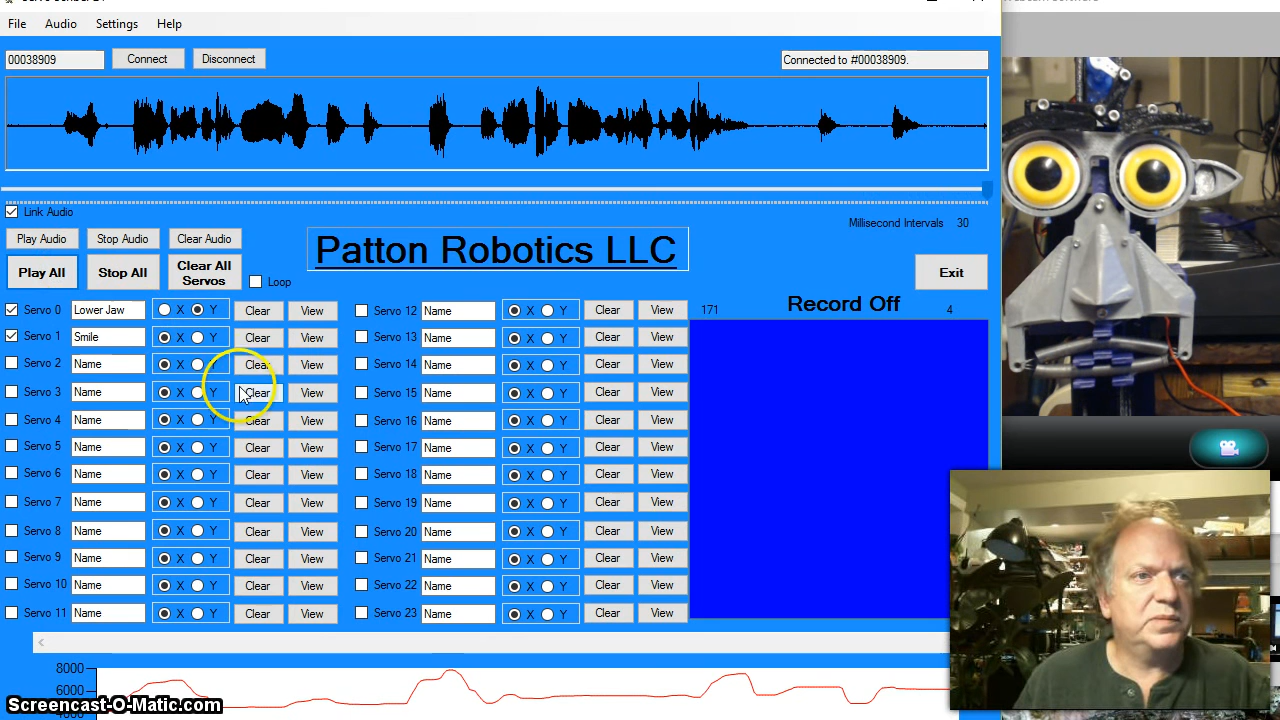 File Audio Settings Help
00038909 Connect Disconnect Connected to #00038909.
Link Audio
Millisecond Intervals 30
Play Audio Stop Audio Clear Audio
Patton Robotics LLC
Play All Stop All Clear All Servos Loop Exit
Servo 0 Lower Jaw X Y Clear View Servo 12 Name X Y Clear View 171 Record Off 4
Servo 1 Smile X Y Clear View Servo 13 Name X Y Clear View
Servo 2 Name X Y Clear View Servo 14 Name X Y Clear View
Servo 3 Name X Y Clear View Servo 15 Name X Y Clear View
Servo 4 Name X Y Clear View Servo 16 Name X Y Clear View
Servo 5 Name X Y Clear View Servo 17 Name X Y Clear View
Servo 6 Name X Y Clear View Servo 18 Name X Y Clear View
Servo 7 Name X Y Clear View Servo 19 Name X Y Clear View
Servo 8 Name X Y Clear View Servo 20 Name X Y Clear View
Servo 9 Name X Y Clear View Servo 21 Name X Y Clear View
Servo 10 Name X Y Clear View Servo 22 Name X Y Clear View
Servo 11 Name X Y Clear View Servo 23 Name X Y Clear View
8000
6000
Screencast-O-Matic.com